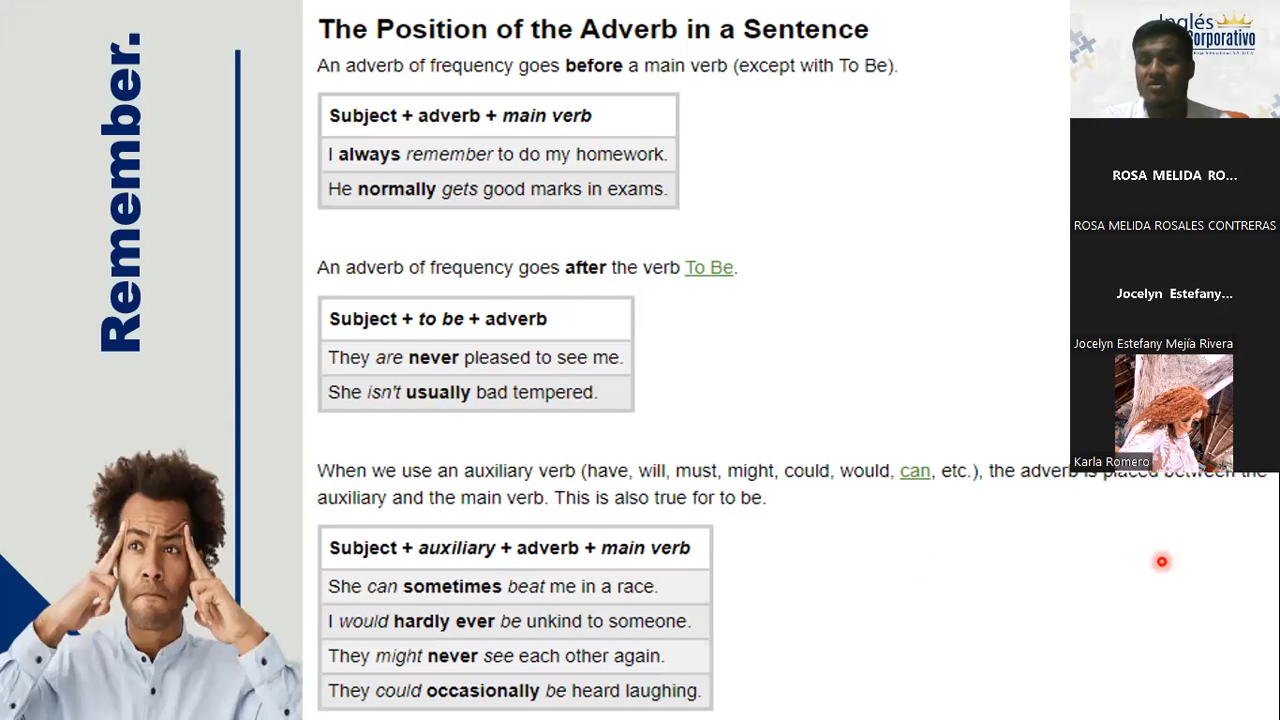 Remember.
The Position of the Adverb in a Sentence
An adverb of frequency goes before a main verb (except with To Be).
Subject + adverb + main verb
I always remember to do my homework.
He normally gets good marks in exams.
An adverb of frequency goes after the verb To Be.
Subject + to be + adverb
They are never pleased to see me.
She isn't usually bad tempered.
When we use an auxiliary verb (have, will, must, might, could, would, can, etc.), the adverb is placed between the
auxiliary and the main verb. This is also true for to be.
Subject + auxiliary + adverb + main verb
She can sometimes beat me in a race.
I would hardly ever be unkind to someone.
They might never see each other again.
They could occasionally be heard laughing.
Inglés
Corporativo
ROSA MELIDA RO...
ROSA MELIDA ROSALES CONTRERAS
Jocelyn Estefany...
Jocelyn Estefany Mejía Rivera
Karla Romero